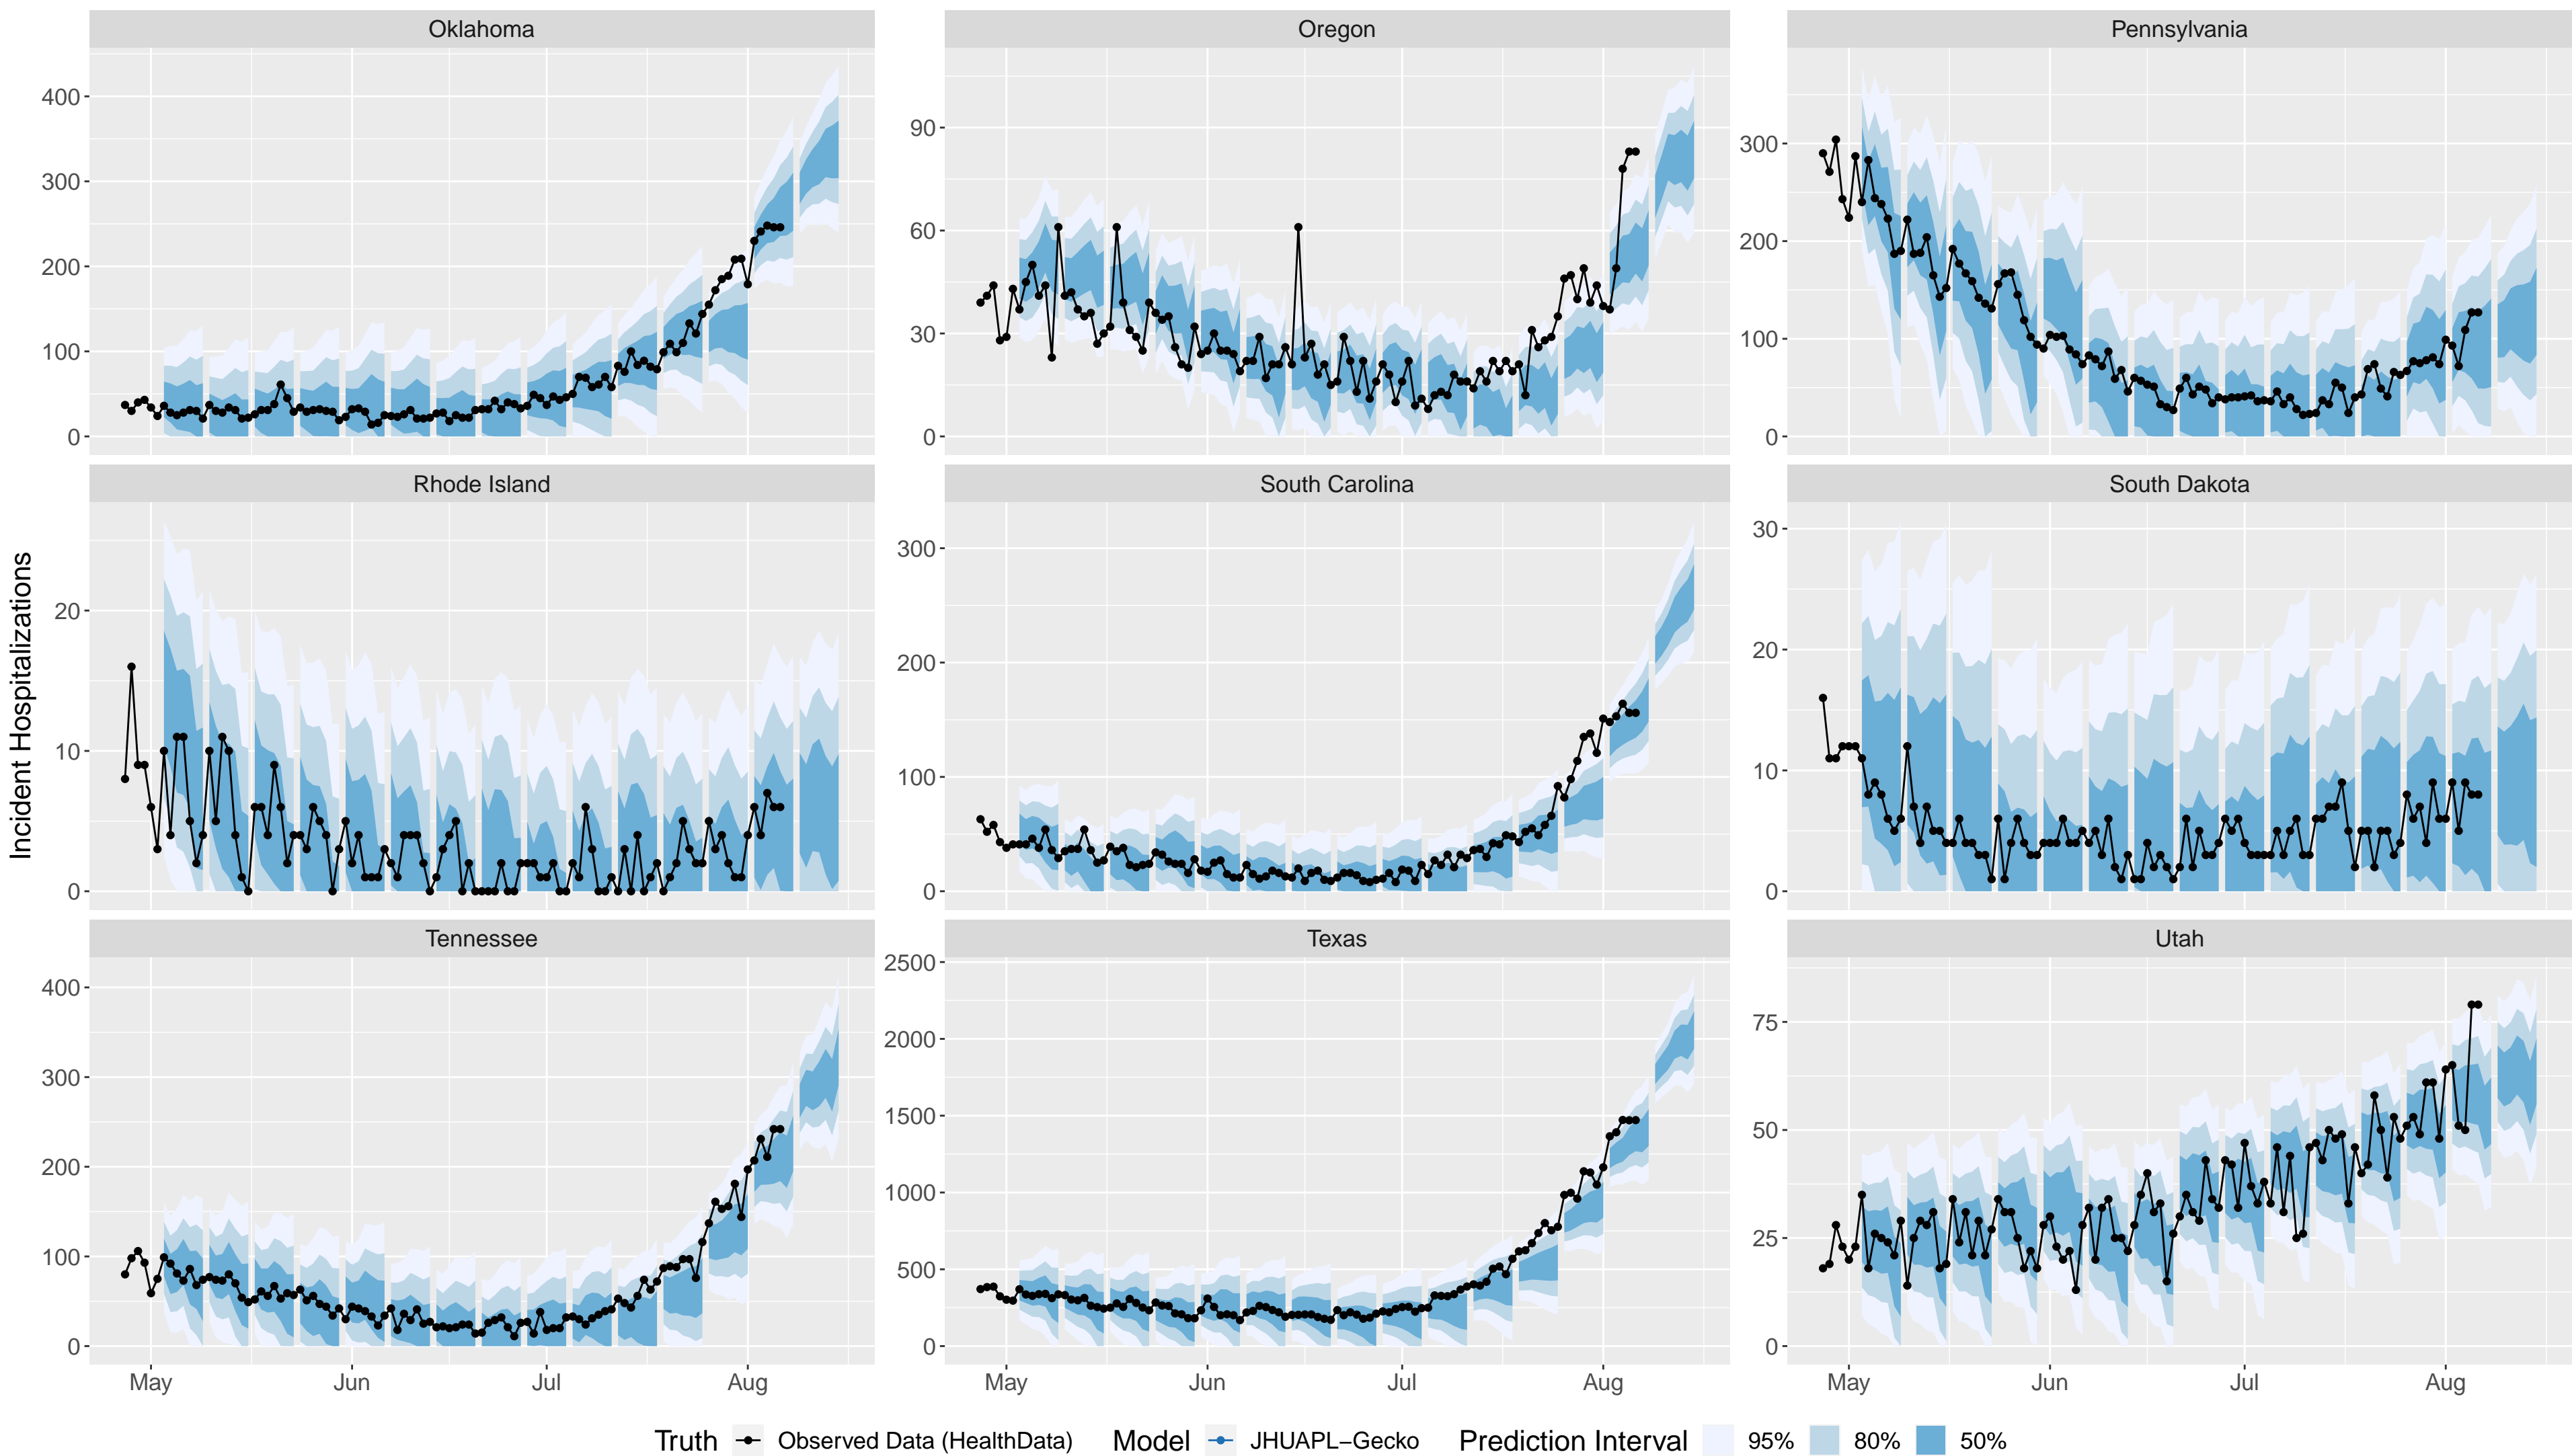 Oklahoma
Oregon
Pennsylvania
400
300
200
100
0
90
60
30
0
300
200
100
0
Rhode Island
South Carolina
South Dakota
Incident Hospitalizations
20
10
0
300
200
100
0
30
20
10
0
Tennessee
Texas
Utah
400
300
200
100
0
2500
2000
1500
1000
500
0
75
50
25
0
May Jun Jul Aug
May Jun Jul Aug
May Jun Jul Aug
Truth Observed Data (HealthData) Model JHUAPL−Gecko Prediction Interval 95% 80% 50%